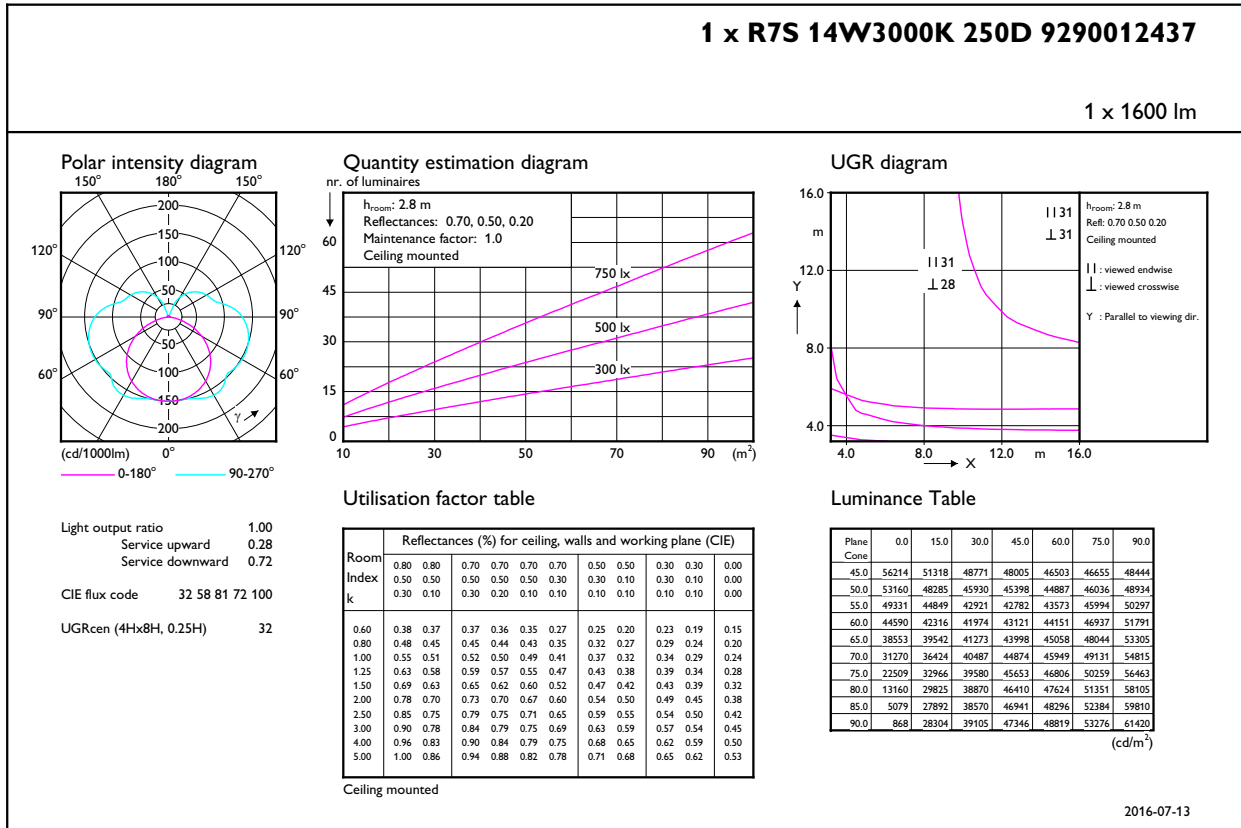 1 x R7S 14W3000K 250D 9290012437
1 x 1600 lm
Polar intensity diagram
150° 180° 150°
200
150
120° 100 120°
50
90° 90°
50
100
60° 60°
150
200
γ
(cd/1000lm) 0°
0-180° 90-270°
Light output ratio 1.00
Service upward 0.28
Service downward 0.72
CIE flux code 32 58 81 72 100
UGRcen (4Hx8H, 0.25H) 32
Quantity estimation diagram
nr. of luminaires
hroom: 2.8 m
Reflectances: 0.70, 0.50, 0.20
Maintenance factor: 1.0
Ceiling mounted
60
45
30
15
0
750 lx
500 lx
300 lx
10 30 50 70 90 (m²)
UGR diagram
16.0
m
12.0
Y
8.0
4.0
4.0 8.0 12.0 m 16.0
X
||31
⊥31
||31
⊥28
hroom: 2.8 m
Refl: 0.70 0.50 0.20
Ceiling mounted
|| : viewed endwise
⊥ : viewed crosswise
Y : Parallel to viewing dir.
Utilisation factor table
Reflectances (%) for ceiling, walls and working plane (CIE)
Room Index k
0.80 0.80 0.70 0.70 0.70 0.70 0.50 0.50 0.30 0.30 0.00
0.50 0.50 0.50 0.50 0.50 0.30 0.30 0.10 0.30 0.10 0.00
0.30 0.10 0.30 0.20 0.10 0.10 0.10 0.10 0.10 0.10 0.00
0.60 0.38 0.37 0.37 0.36 0.35 0.27 0.25 0.20 0.23 0.19 0.15
0.80 0.48 0.45 0.45 0.44 0.43 0.35 0.32 0.27 0.29 0.24 0.20
1.00 0.55 0.51 0.52 0.50 0.49 0.41 0.37 0.32 0.34 0.29 0.24
1.25 0.63 0.58 0.59 0.57 0.55 0.47 0.43 0.38 0.39 0.34 0.28
1.50 0.69 0.63 0.65 0.62 0.60 0.52 0.47 0.42 0.43 0.39 0.32
2.00 0.78 0.70 0.73 0.70 0.67 0.60 0.54 0.50 0.49 0.45 0.38
2.50 0.85 0.75 0.79 0.75 0.71 0.65 0.59 0.55 0.54 0.50 0.42
3.00 0.90 0.78 0.84 0.79 0.75 0.69 0.63 0.59 0.57 0.54 0.45
4.00 0.96 0.83 0.90 0.84 0.79 0.75 0.68 0.65 0.62 0.59 0.50
5.00 1.00 0.86 0.94 0.88 0.82 0.78 0.71 0.68 0.65 0.62 0.53
Ceiling mounted
Luminance Table
Plane 0.0 15.0 30.0 45.0 60.0 75.0 90.0
Cone
45.0 56214 51318 48771 48005 46503 46655 48444
50.0 53160 48285 45930 45398 44887 46036 48934
55.0 49331 44849 42921 42782 43573 45994 50297
60.0 44590 42316 41974 43121 44151 46937 51791
65.0 38553 39542 41273 43998 45058 48044 53305
70.0 31270 36424 40487 44874 45949 49131 54815
75.0 22509 32966 39580 45653 46806 50259 56463
80.0 13160 29825 38870 46410 47624 51351 58105
85.0 5079 27892 38570 46941 48296 52384 59810
90.0 868 28304 39105 47346 48819 53276 61420
(cd/m²)
2016-07-13